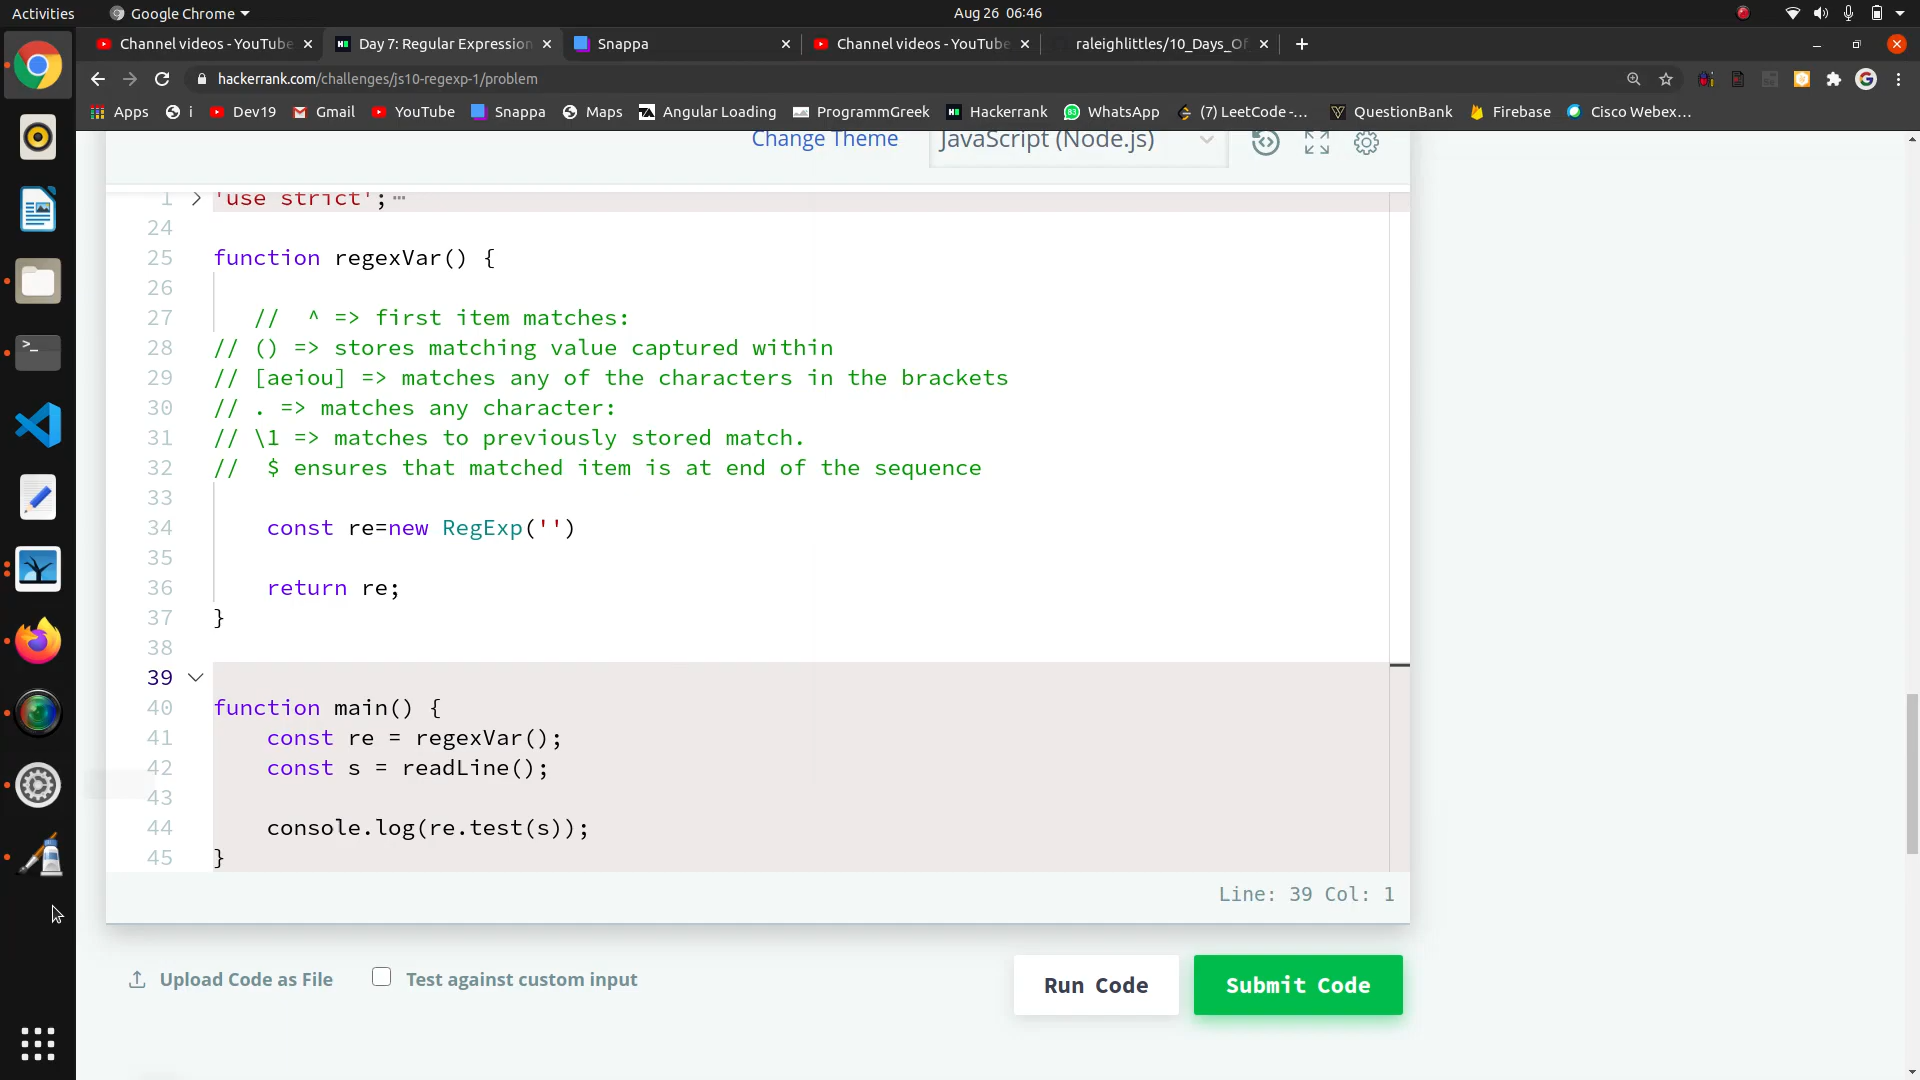 Activities
Google Chrome
Aug 26 06:46
Channel videos - YouTube
Day 7: Regular Expression
Snappa
Channel videos - YouTube
raleighlittles/10_Days_Of
hackerrank.com/challenges/js10-regexp-1/problem
Apps
i
Dev19
Gmail
YouTube
Snappa
Maps
Angular Loading
ProgrammGreek
Hackerrank
WhatsApp
(7) LeetCode -...
QuestionBank
Firebase
Cisco Webex...
Change Theme
JavaScript (Node.js)
1 'use strict';
24
25 function regexVar() {
26
27 //  ^ => first item matches:
28 // () => stores matching value captured within
29 // [aeiou] => matches any of the characters in the brackets
30 // . => matches any character:
31 // \1 => matches to previously stored match.
32 //  $ ensures that matched item is at end of the sequence
33
34 const re=new RegExp('')
35
36 return re;
37 }
38
39
40 function main() {
41 const re = regexVar();
42 const s = readLine();
43
44 console.log(re.test(s));
45 }
Line: 39 Col: 1
Upload Code as File
Test against custom input
Run Code
Submit Code